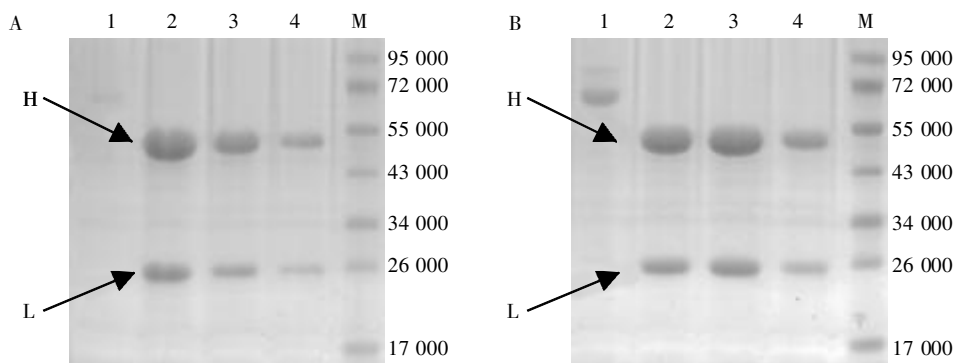 A 1 2 3 4 M B 1 2 3 4 M
95 000 95 000
72 000 72 000
H H
55 000 55 000
43 000 43 000
34 000 34 000
26 000 26 000
L L
17 000 17 000